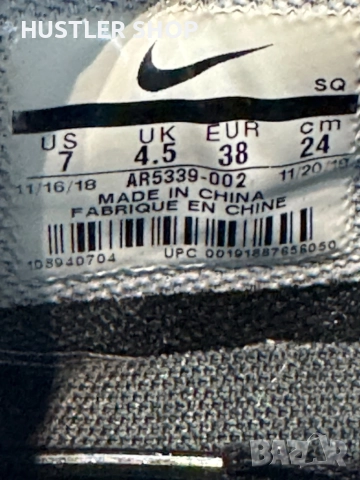 HUSTLER SHOP
SQ
US UK EUR cm
7 4.5 38 24
11/16/18 AR5339-002 11/20/18
MADE IN CHINA
FABRIQUE EN CHINE
108940704 UPC 00191887656050
BAZAR